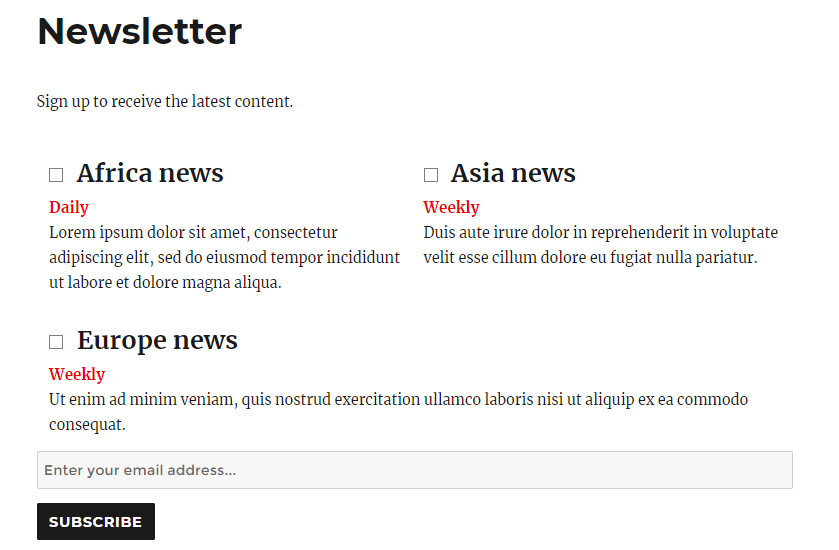 Newsletter
Sign up to receive the latest content.
Africa news
Daily
Lorem ipsum dolor sit amet, consectetur
adipiscing elit, sed do eiusmod tempor incididunt
ut labore et dolore magna aliqua.
Asia news
Weekly
Duis aute irure dolor in reprehenderit in voluptate
velit esse cillum dolore eu fugiat nulla pariatur.
Europe news
Weekly
Ut enim ad minim veniam, quis nostrud exercitation ullamco laboris nisi ut aliquip ex ea commodo
consequat.
Enter your email address...
SUBSCRIBE